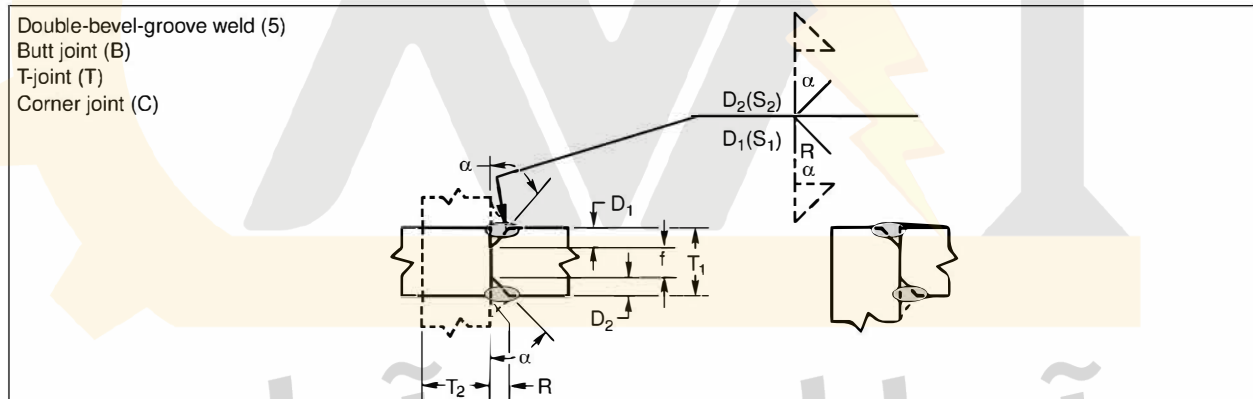 Double-bevel-groove weld (5)
Butt joint (B)
T-joint (T)
Corner joint (C)
α
D₂(S₂)
D₁(S₁)
R
α
α
D₁
f
T₁
D₂
α
T₂
R